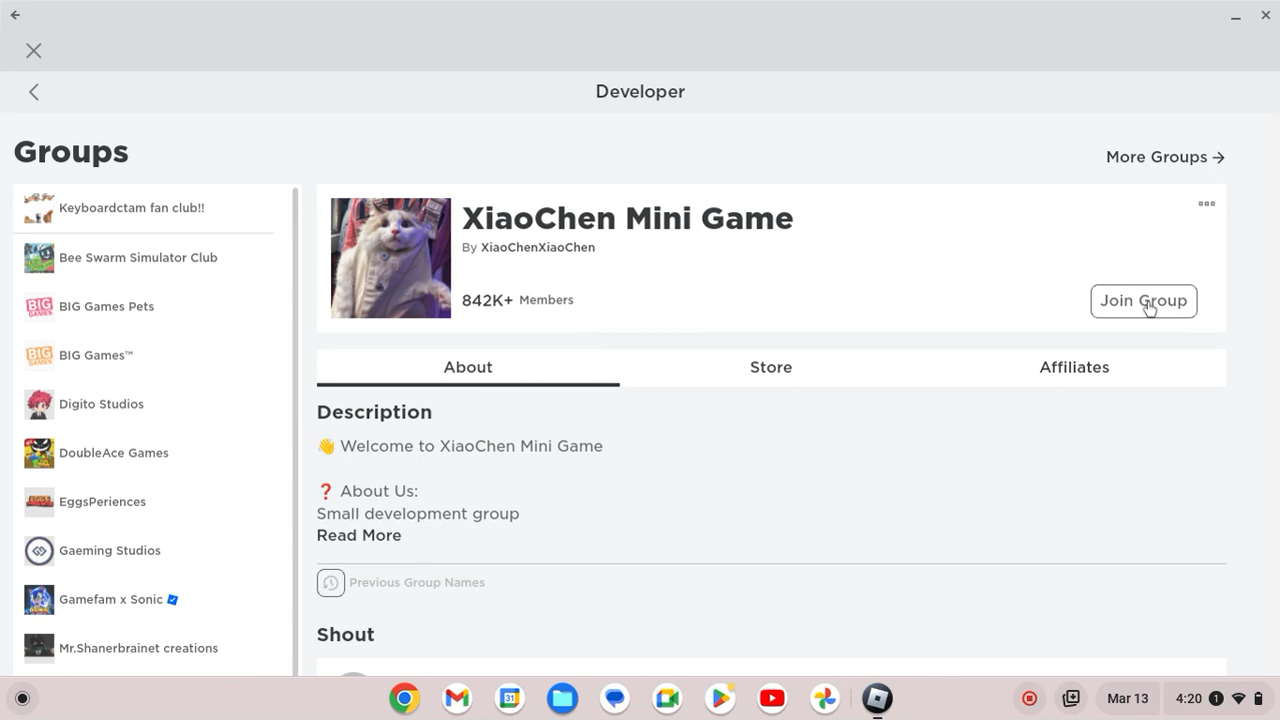 Developer
Groups
More Groups →
Keyboardctam fan club!!
Bee Swarm Simulator Club
BIG Games Pets
BIG Games™
Digito Studios
DoubleAce Games
EggsPeriences
Gaeming Studios
Gamefam x Sonic
Mr.Shanerbrainet creations
XiaoChen Mini Game
By XiaoChenXiaoChen
842K+ Members
Join Group
About
Store
Affiliates
Description
👋 Welcome to XiaoChen Mini Game
❓ About Us:
Small development group
Read More
Previous Group Names
Shout
31
Mar 13
4:20
1